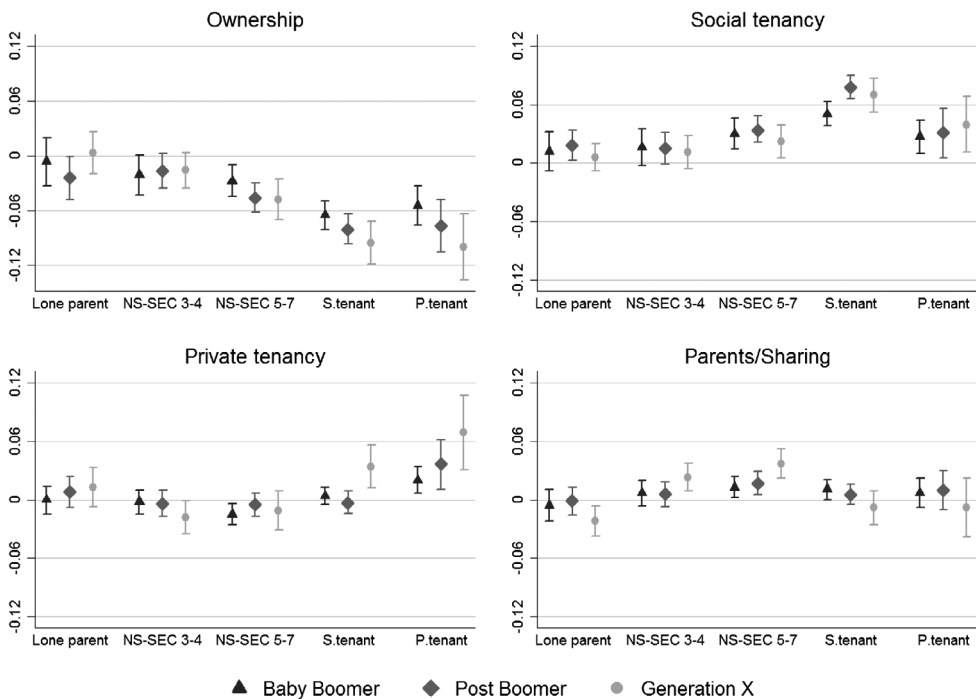 Ownership
0.12
0.06
0
-0.06
-0.12
Lone parent NS-SEC 3-4 NS-SEC 5-7 S.tenant P.tenant
Social tenancy
0.12
0.06
0
-0.06
-0.12
Lone parent NS-SEC 3-4 NS-SEC 5-7 S.tenant P.tenant
Private tenancy
0.12
0.06
0
-0.06
-0.12
Lone parent NS-SEC 3-4 NS-SEC 5-7 S.tenant P.tenant
Parents/Sharing
0.12
0.06
0
-0.06
-0.12
Lone parent NS-SEC 3-4 NS-SEC 5-7 S.tenant P.tenant
Baby Boomer Post Boomer Generation X